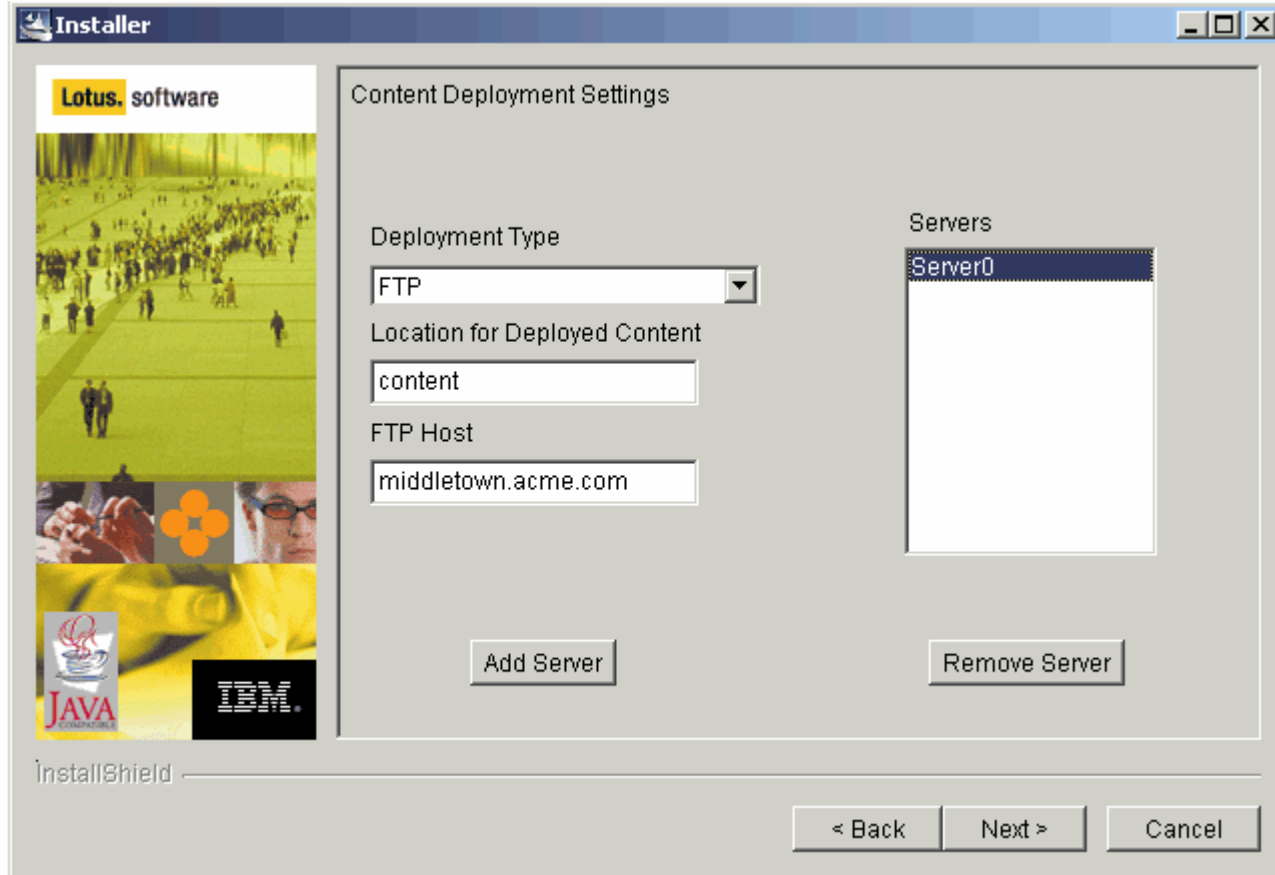 Installer
Lotus. software
Content Deployment Settings
Deployment Type
FTP
Location for Deployed Content
content
FTP Host
middletown.acme.com
Servers
Server0
Add Server
Remove Server
JAVA
COMPATIBLE
IBM.
InstallShield
< Back
Next >
Cancel